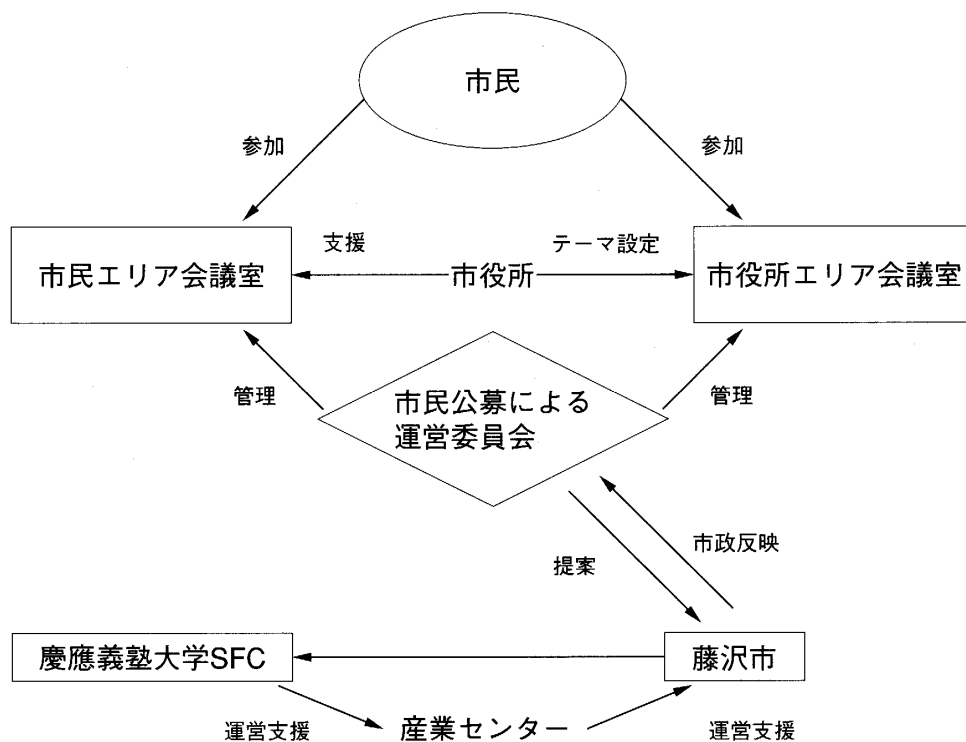 市民
参加
参加
支援
テーマ設定
市民エリア会議室
市役所
市役所エリア会議室
管理
市民公募による
運営委員会
管理
市政反映
提案
慶應義塾大学SFC
藤沢市
運営支援
産業センター
運営支援